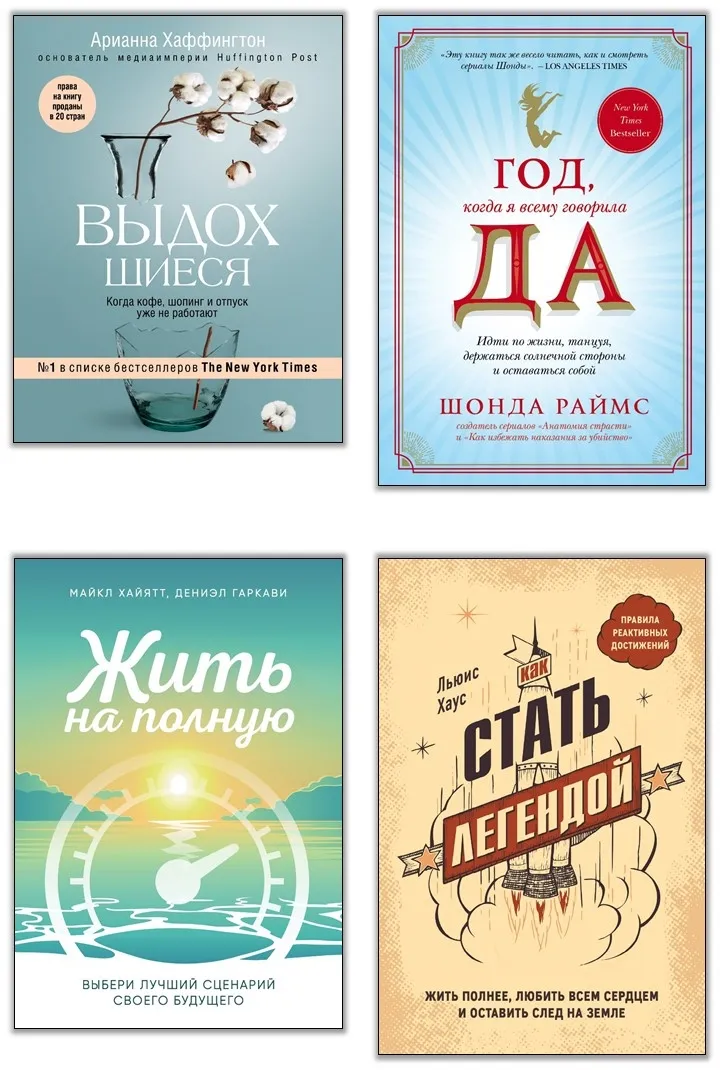 Арианна Хаффингтон
основатель медиаимперии Huffington Post
права
на книгу
проданы
в 20 стран
ВЫДОХ
ШИЕСЯ
Когда кофе, шопинг и отпуск
уже не работают
№1 в списке бестселлеров The New York Times
«Эту книгу так же весело читать, как и смотреть
сериалы Шонды». – LOS ANGELES TIMES
New York
Times
Bestseller
ГОД,
когда я всему говорила
ДА
Идти по жизни, танцуя,
держаться солнечной стороны
и оставаться собой
ШОНДА РАЙМС
создатель сериалов «Анатомия страсти»
и «Как избежать наказания за убийство»
МАЙКЛ ХАЙЯТТ, ДЕНИЭЛ ГАРКАВИ
Жить
на полную
ВЫБЕРИ ЛУЧШИЙ СЦЕНАРИЙ
СВОЕГО БУДУЩЕГО
ПРАВИЛА
РЕАКТИВНЫХ
ДОСТИЖЕНИЙ
Льюис
Хаус
КАК
СТАТЬ
ЛЕГЕНДОЙ
ЖИТЬ ПОЛНЕЕ, ЛЮБИТЬ ВСЕМ СЕРДЦЕМ
И ОСТАВИТЬ СЛЕД НА ЗЕМЛЕ